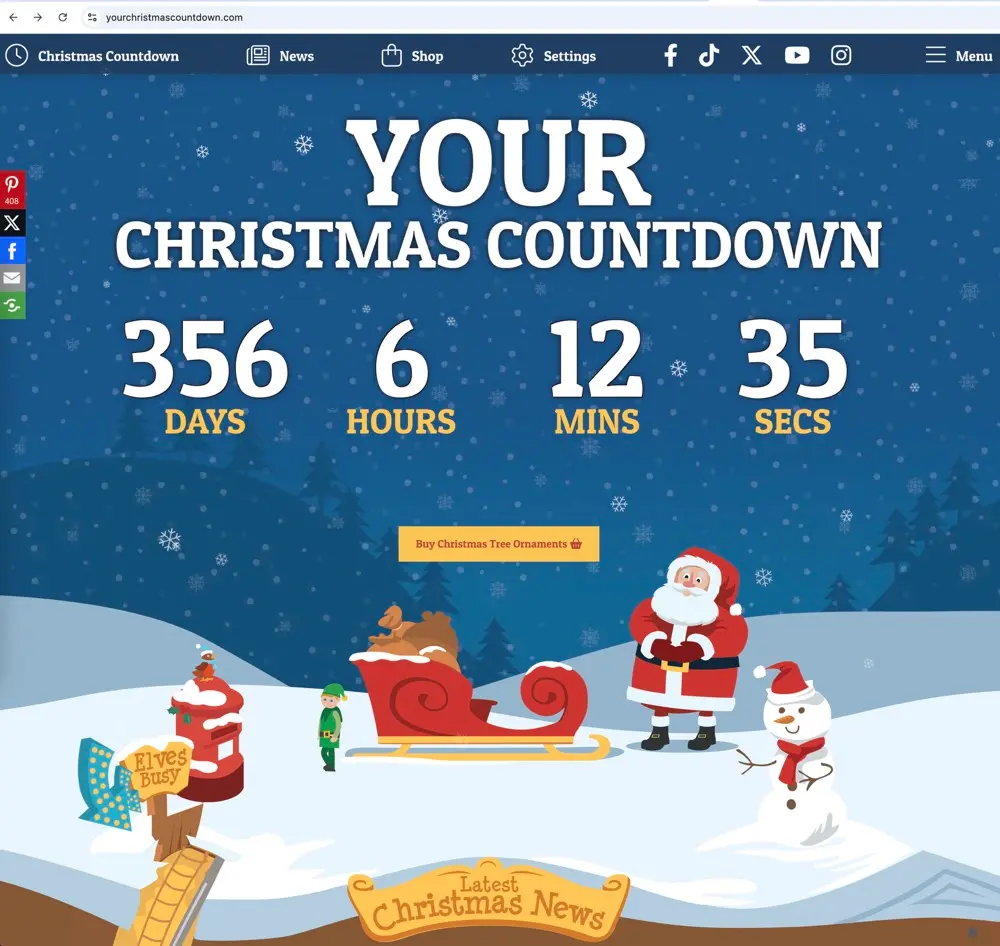 yourchristmascountdown.com
Christmas Countdown News Shop Settings Menu
YOUR
CHRISTMAS COUNTDOWN
408
356 6 12 35
DAYS HOURS MINS SECS
Buy Christmas Tree Ornaments
Elves
Busy
Latest
Christmas News